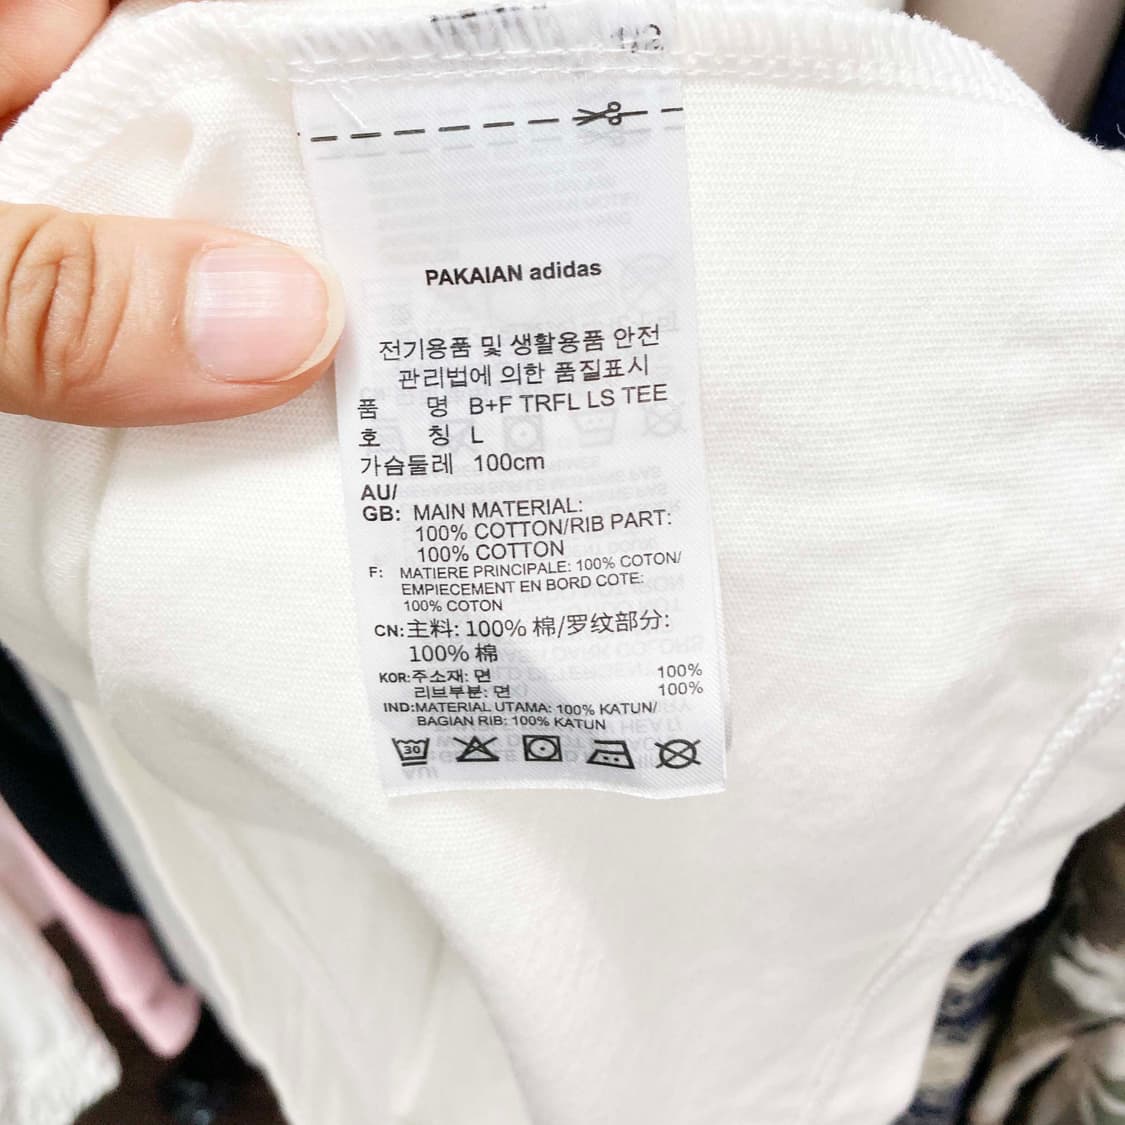 PAKAIAN adidas
전기용품 및 생활용품 안전
관리법에 의한 품질표시
품 명 B+F TRFL LS TEE
호 칭 L
가슴둘레 100cm
AU/
GB: MAIN MATERIAL:
100% COTTON/RIB PART:
100% COTTON
F: MATIERE PRINCIPALE: 100% COTON/
EMPIECEMENT EN BORD COTE:
100% COTON
CN:主料: 100% 棉/罗纹部分:
100% 棉
KOR:주소재: 면 100%
리브부분: 면 100%
IND:MATERIAL UTAMA: 100% KATUN/
BAGIAN RIB: 100% KATUN
30